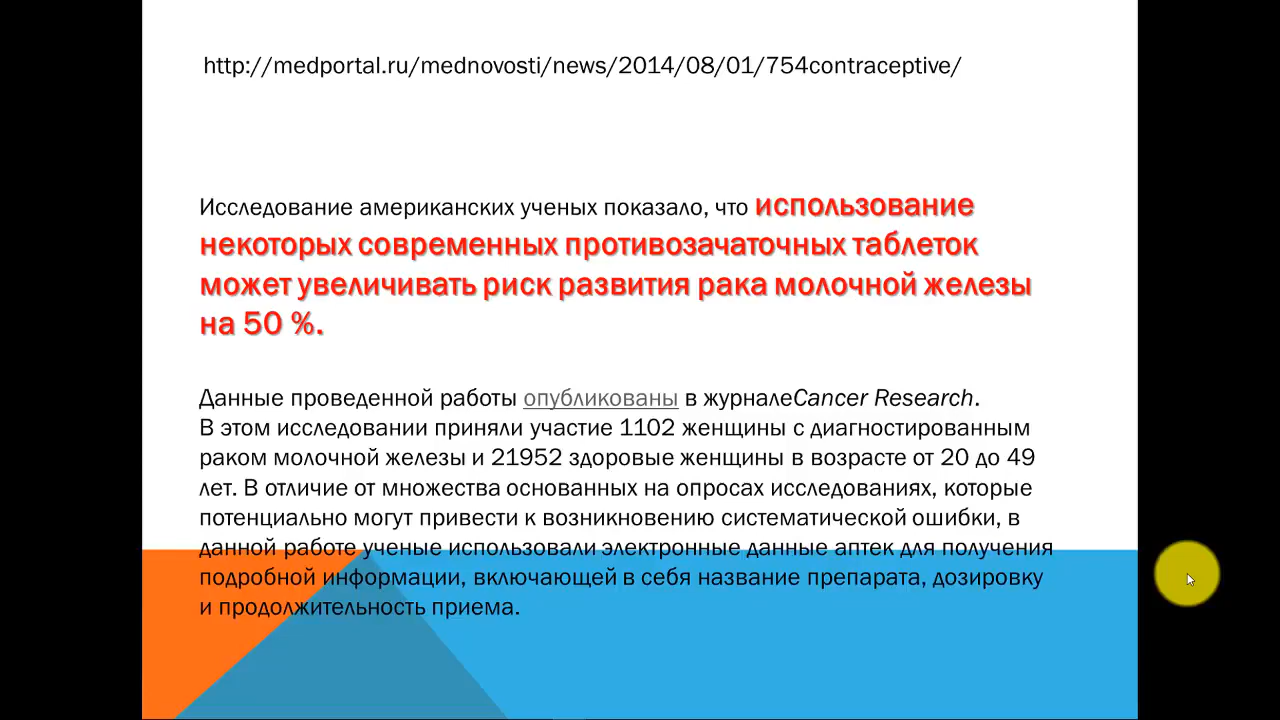 http://medportal.ru/mednovosti/news/2014/08/01/754contraceptive/
Исследование американских ученых показало, что использование
некоторых современных противозачаточных таблеток
может увеличивать риск развития рака молочной железы
на 50 %.
Данные проведенной работы опубликованы в журналеCancer Research.
В этом исследовании приняли участие 1102 женщины с диагностированным
раком молочной железы и 21952 здоровые женщины в возрасте от 20 до 49
лет. В отличие от множества основанных на опросах исследованиях, которые
потенциально могут привести к возникновению систематической ошибки, в
данной работе ученые использовали электронные данные аптек для получения
подробной информации, включающей в себя название препарата, дозировку
и продолжительность приема.